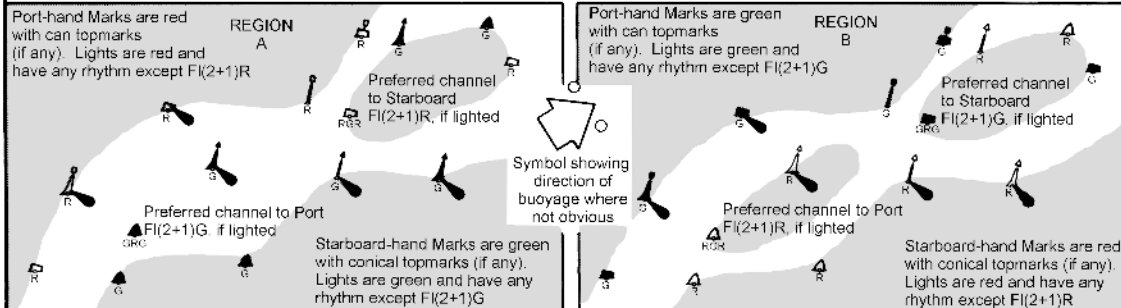 Port-hand Marks are red
with can topmarks
(if any). Lights are red and
have any rhythm except Fl(2+1)R
REGION
A
R
G
G
R
R
R
Preferred channel
to Starboard
Fl(2+1)R, if lighted
RGR
G
G
G
R
Preferred channel to Port
Fl(2+1)G, if lighted
GRG
R
G
G
Starboard-hand Marks are green
with conical topmarks (if any).
Lights are green and have any
rhythm except Fl(2+1)G
Symbol showing
direction of
buoyage where
not obvious
Port-hand Marks are green
with can topmarks
(if any). Lights are green and
have any rhythm except Fl(2+1)G
REGION
B
G
R
R
G
G
G
Preferred channel
to Starboard
Fl(2+1)G, if lighted
GRG
R
R
R
G
Preferred channel to Port
Fl(2+1)R, if lighted
RGR
G
R
R
Starboard-hand Marks are red
with conical topmarks (if any).
Lights are red and have any
rhythm except Fl(2+1)R